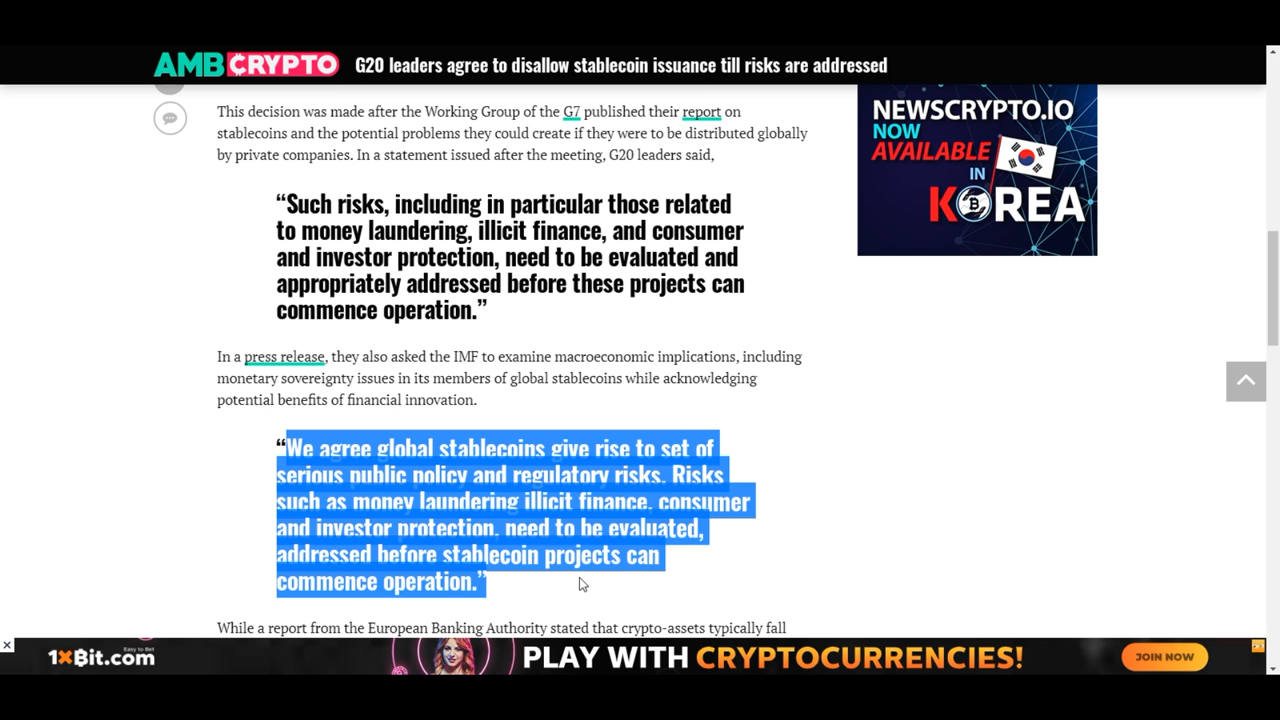 AMBCRYPTO
G20 leaders agree to disallow stablecoin issuance till risks are addressed
This decision was made after the Working Group of the G7 published their report on
stablecoins and the potential problems they could create if they were to be distributed globally
by private companies. In a statement issued after the meeting, G20 leaders said,
“Such risks, including in particular those related
to money laundering, illicit finance, and consumer
and investor protection, need to be evaluated and
appropriately addressed before these projects can
commence operation.”
In a press release, they also asked the IMF to examine macroeconomic implications, including
monetary sovereignty issues in its members of global stablecoins while acknowledging
potential benefits of financial innovation.
“We agree global stablecoins give rise to set of
serious public policy and regulatory risks. Risks
such as money laundering illicit finance, consumer
and investor protection, need to be evaluated,
addressed before stablecoin projects can
commence operation.”
While a report from the European Banking Authority stated that crypto-assets typically fall
NEWSCRYPTO.IO
NOW
AVAILABLE
IN
KOREA
Easy to Bet
1xBit.com
PLAY WITH CRYPTOCURRENCIES!
JOIN NOW